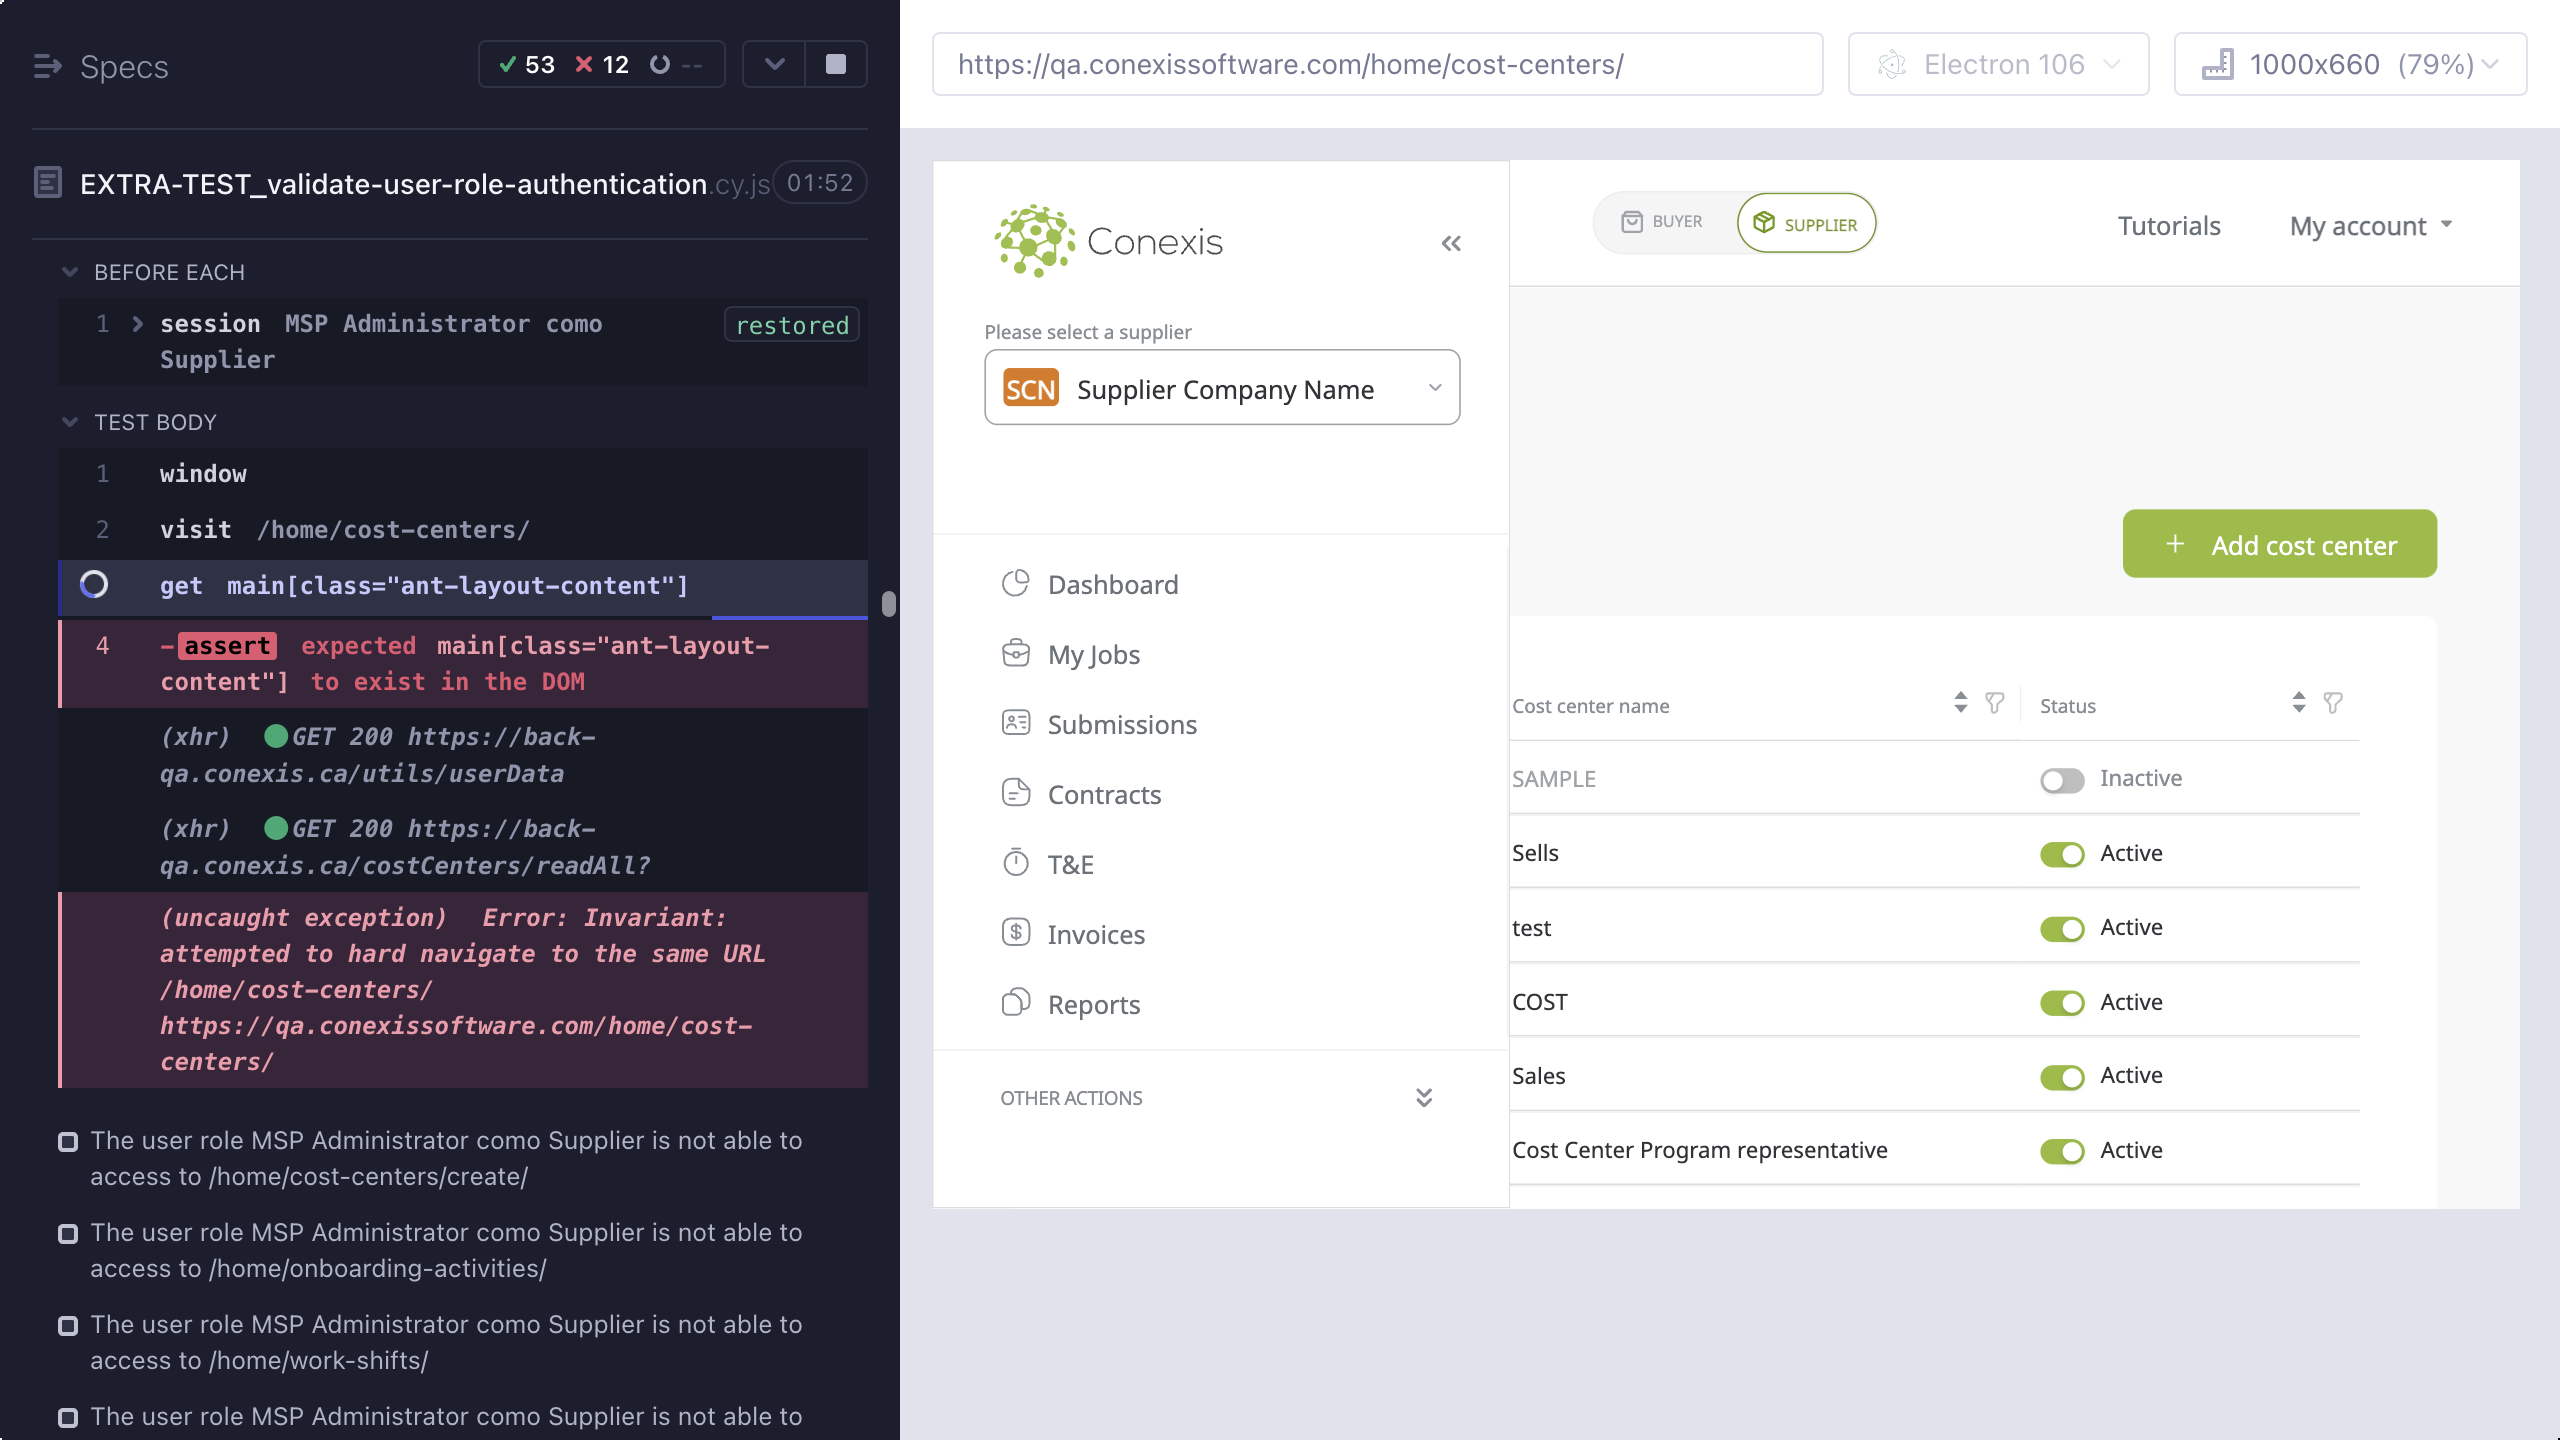 Specs
53 12 --
EXTRA-TEST_validate-user-role-authentication.cy.js 01:52
BEFORE EACH
1 session MSP Administrator como restored
Supplier
TEST BODY
1 window
2 visit /home/cost-centers/
get main[class="ant-layout-content"]
4 -assert expected main[class="ant-layout-
content"] to exist in the DOM
(xhr) GET 200 https://back-
qa.conexis.ca/utils/userData
(xhr) GET 200 https://back-
qa.conexis.ca/costCenters/readAll?
(uncaught exception) Error: Invariant:
attempted to hard navigate to the same URL
/home/cost-centers/
https://qa.conexissoftware.com/home/cost-
centers/
The user role MSP Administrator como Supplier is not able to
access to /home/cost-centers/create/
The user role MSP Administrator como Supplier is not able to
access to /home/onboarding-activities/
The user role MSP Administrator como Supplier is not able to
access to /home/work-shifts/
The user role MSP Administrator como Supplier is not able to
https://qa.conexissoftware.com/home/cost-centers/
Electron 106
1000x660 (79%)
Conexis
Please select a supplier
SCN Supplier Company Name
Dashboard
My Jobs
Submissions
Contracts
T&E
Invoices
Reports
OTHER ACTIONS
BUYER
SUPPLIER
Tutorials
My account
+ Add cost center
Cost center name Status
SAMPLE Inactive
Sells Active
test Active
COST Active
Sales Active
Cost Center Program representative Active